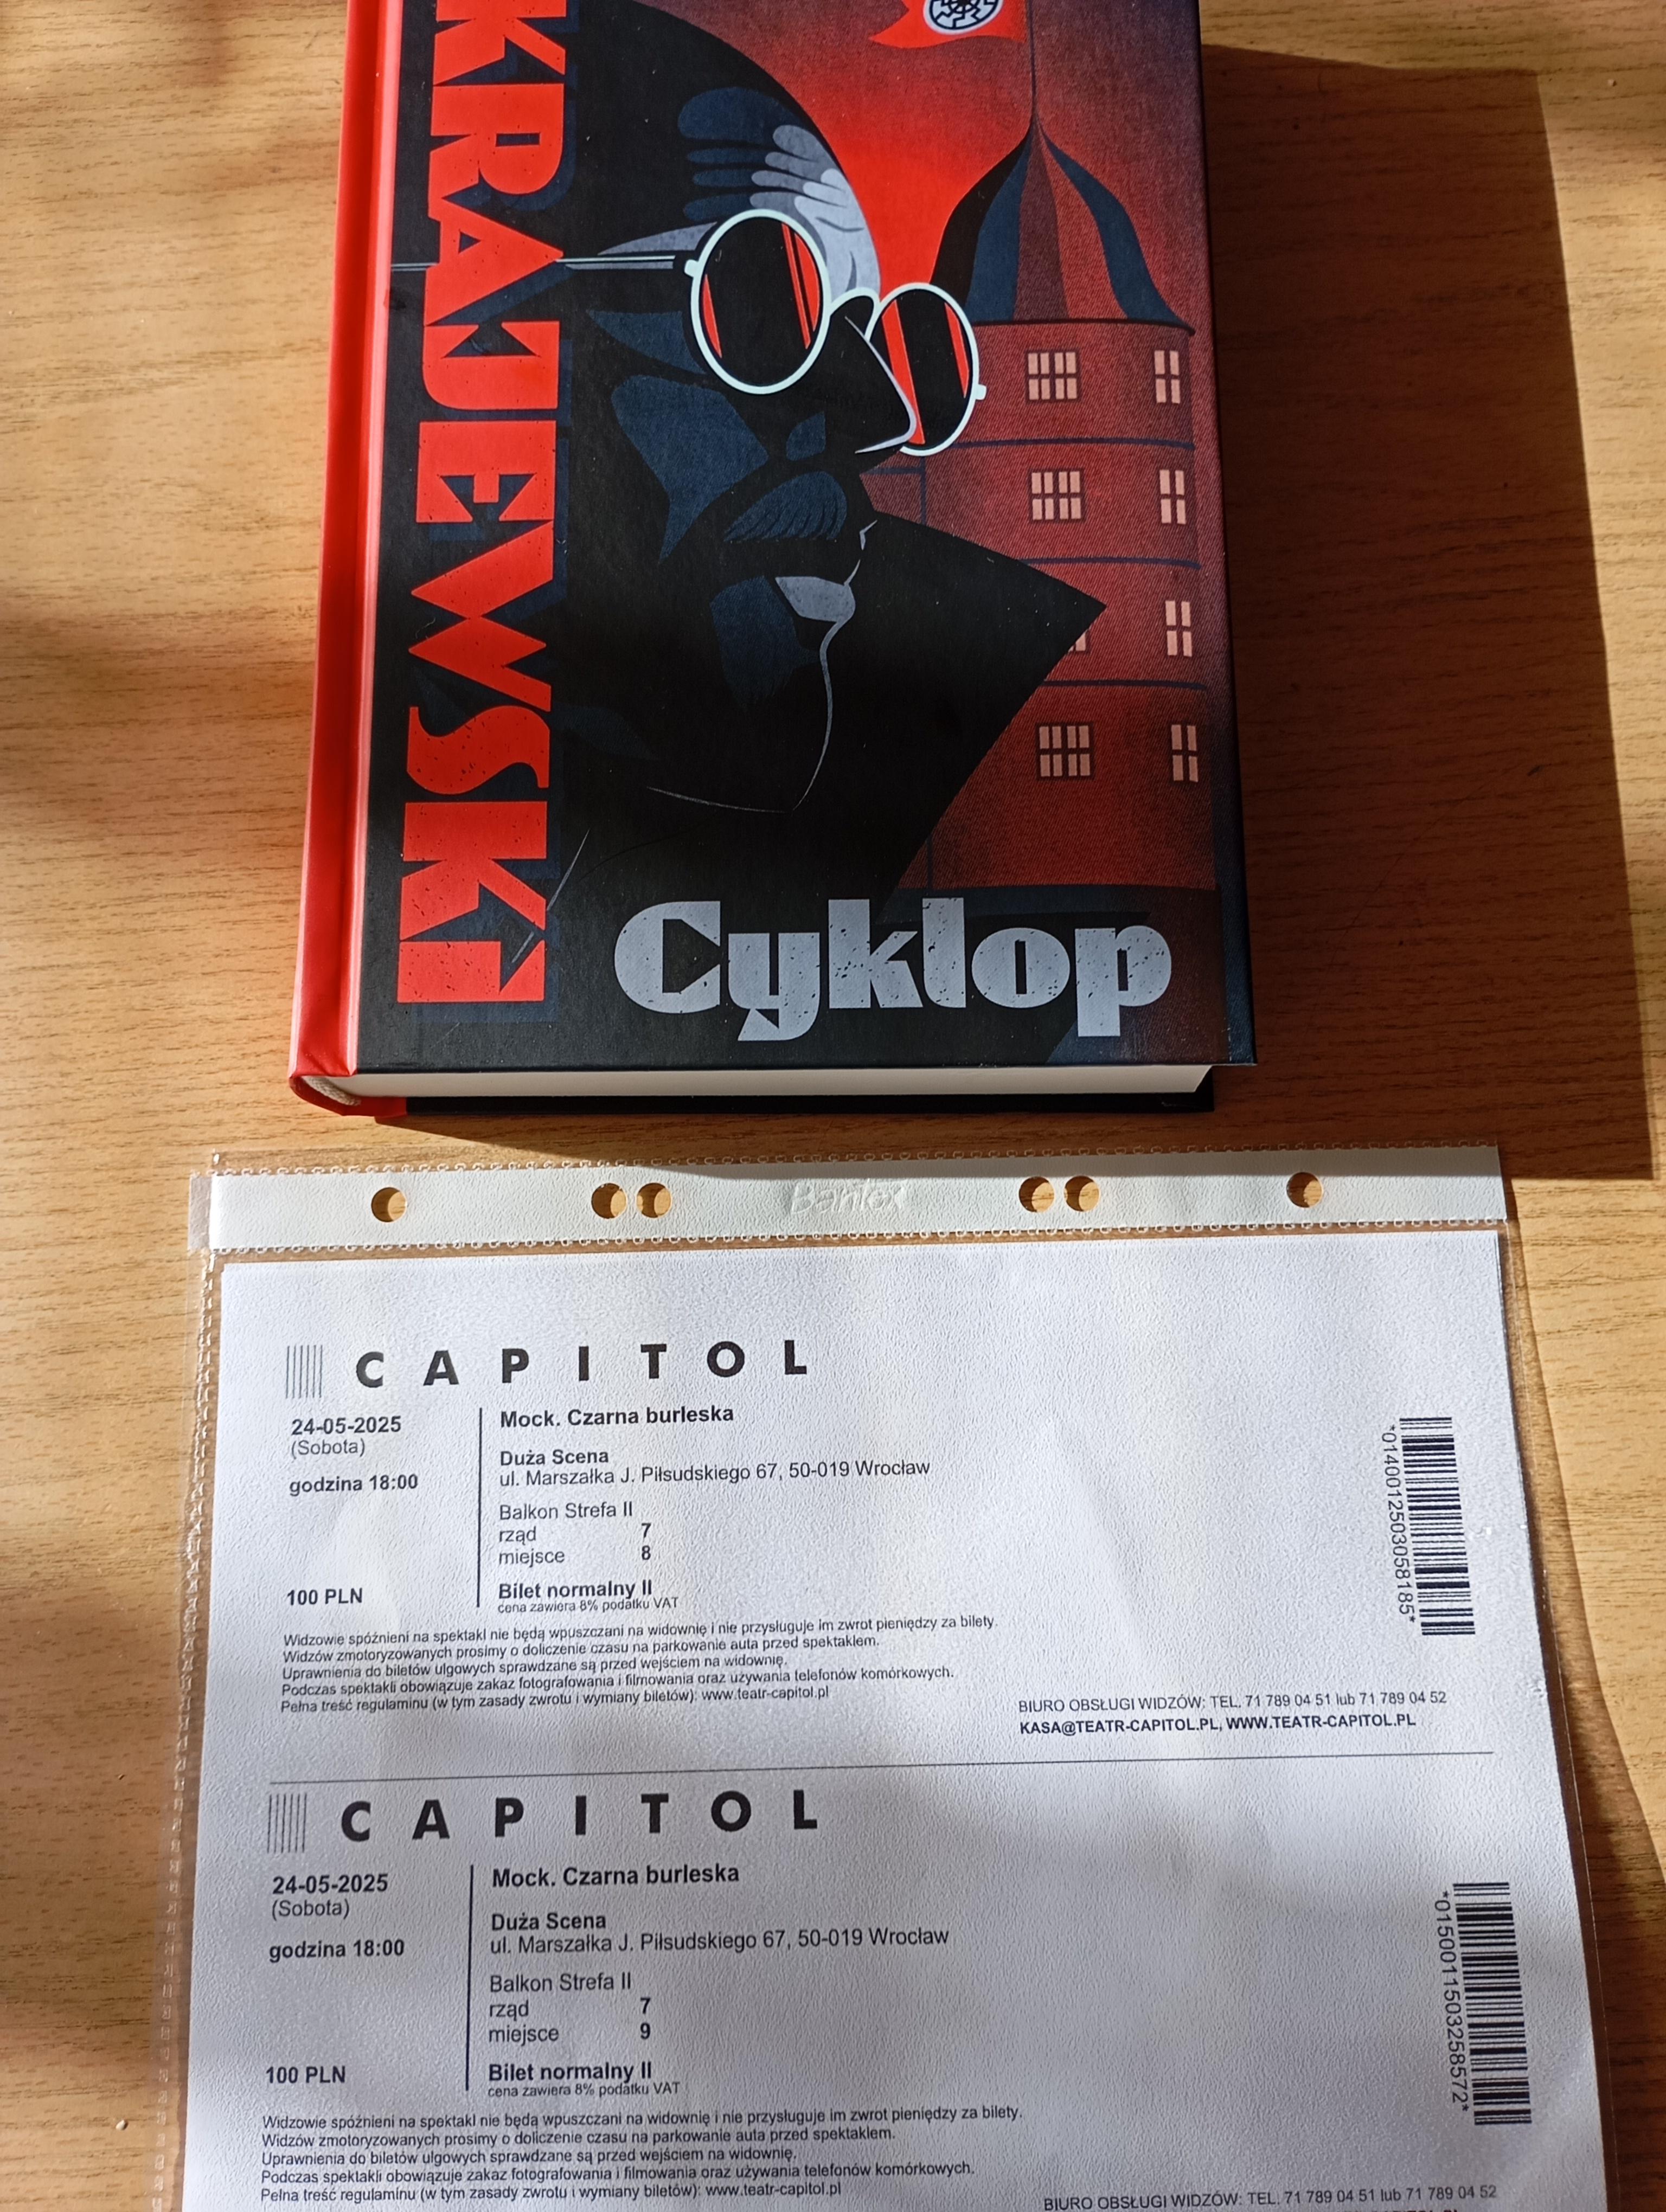 KRAJEWSKI
Cyklop
Bantex
CAPITOL
24-05-2025
(Sobota)
godzina 18:00
100 PLN
Mock. Czarna burleska
Duża Scena
ul. Marszałka J. Piłsudskiego 67, 50-019 Wrocław
Balkon Strefa II
rząd 7
miejsce 8
Bilet normalny II
cena zawiera 8% podatku VAT
*01400125030581 85*
Widzowie spóźnieni na spektakl nie będą wpuszczani na widownię i nie przysługuje im zwrot pieniędzy za bilety.
Widzów zmotoryzowanych prosimy o doliczenie czasu na parkowanie auta przed spektaklem.
Uprawnienia do biletów ulgowych sprawdzane są przed wejściem na widownię.
Podczas spektakli obowiązuje zakaz fotografowania i filmowania oraz używania telefonów komórkowych.
Pełna treść regulaminu (w tym zasady zwrotu i wymiany biletów): www.teatr-capitol.pl
BIURO OBSŁUGI WIDZÓW: TEL. 71 789 04 51 lub 71 789 04 52
KASA@TEATR-CAPITOL.PL, WWW.TEATR-CAPITOL.PL
CAPITOL
24-05-2025
(Sobota)
godzina 18:00
100 PLN
Mock. Czarna burleska
Duża Scena
ul. Marszałka J. Piłsudskiego 67, 50-019 Wrocław
Balkon Strefa II
rząd 7
miejsce 9
Bilet normalny II
cena zawiera 8% podatku VAT
*0150011503258572*
Widzowie spóźnieni na spektakl nie będą wpuszczani na widownię i nie przysługuje im zwrot pieniędzy za bilety.
Widzów zmotoryzowanych prosimy o doliczenie czasu na parkowanie auta przed spektaklem.
Uprawnienia do biletów ulgowych sprawdzane są przed wejściem na widownię.
Podczas spektakli obowiązuje zakaz fotografowania i filmowania oraz używania telefonów komórkowych.
Pełna treść regulaminu (w tym zasady zwrotu i wymiany biletów): www.teatr-capitol.pl
BIURO OBSŁUGI WIDZÓW: TEL. 71 789 04 51 lub 71 789 04 52